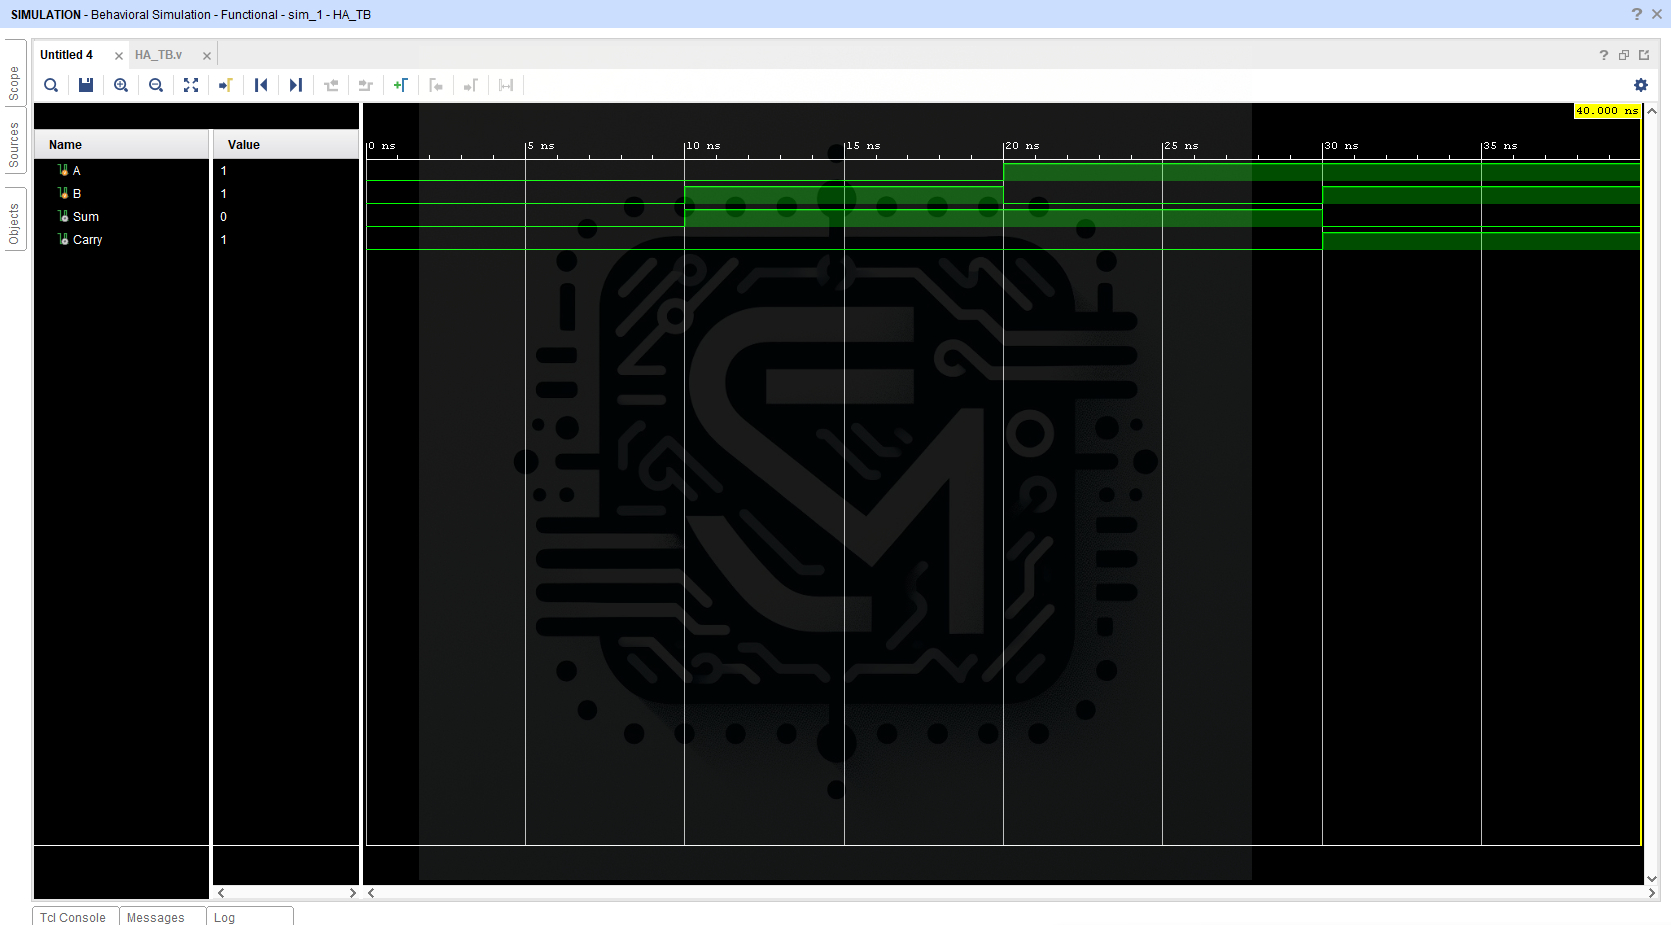 SIMULATION - Behavioral Simulation - Functional - sim_1 - HA_TB
Untitled 4
HA_TB.v
Scope
Sources
Objects
40.000 ns
Name
Value
0 ns
5 ns
10 ns
15 ns
20 ns
25 ns
30 ns
35 ns
A
1
B
1
Sum
0
Carry
1
Tcl Console
Messages
Log